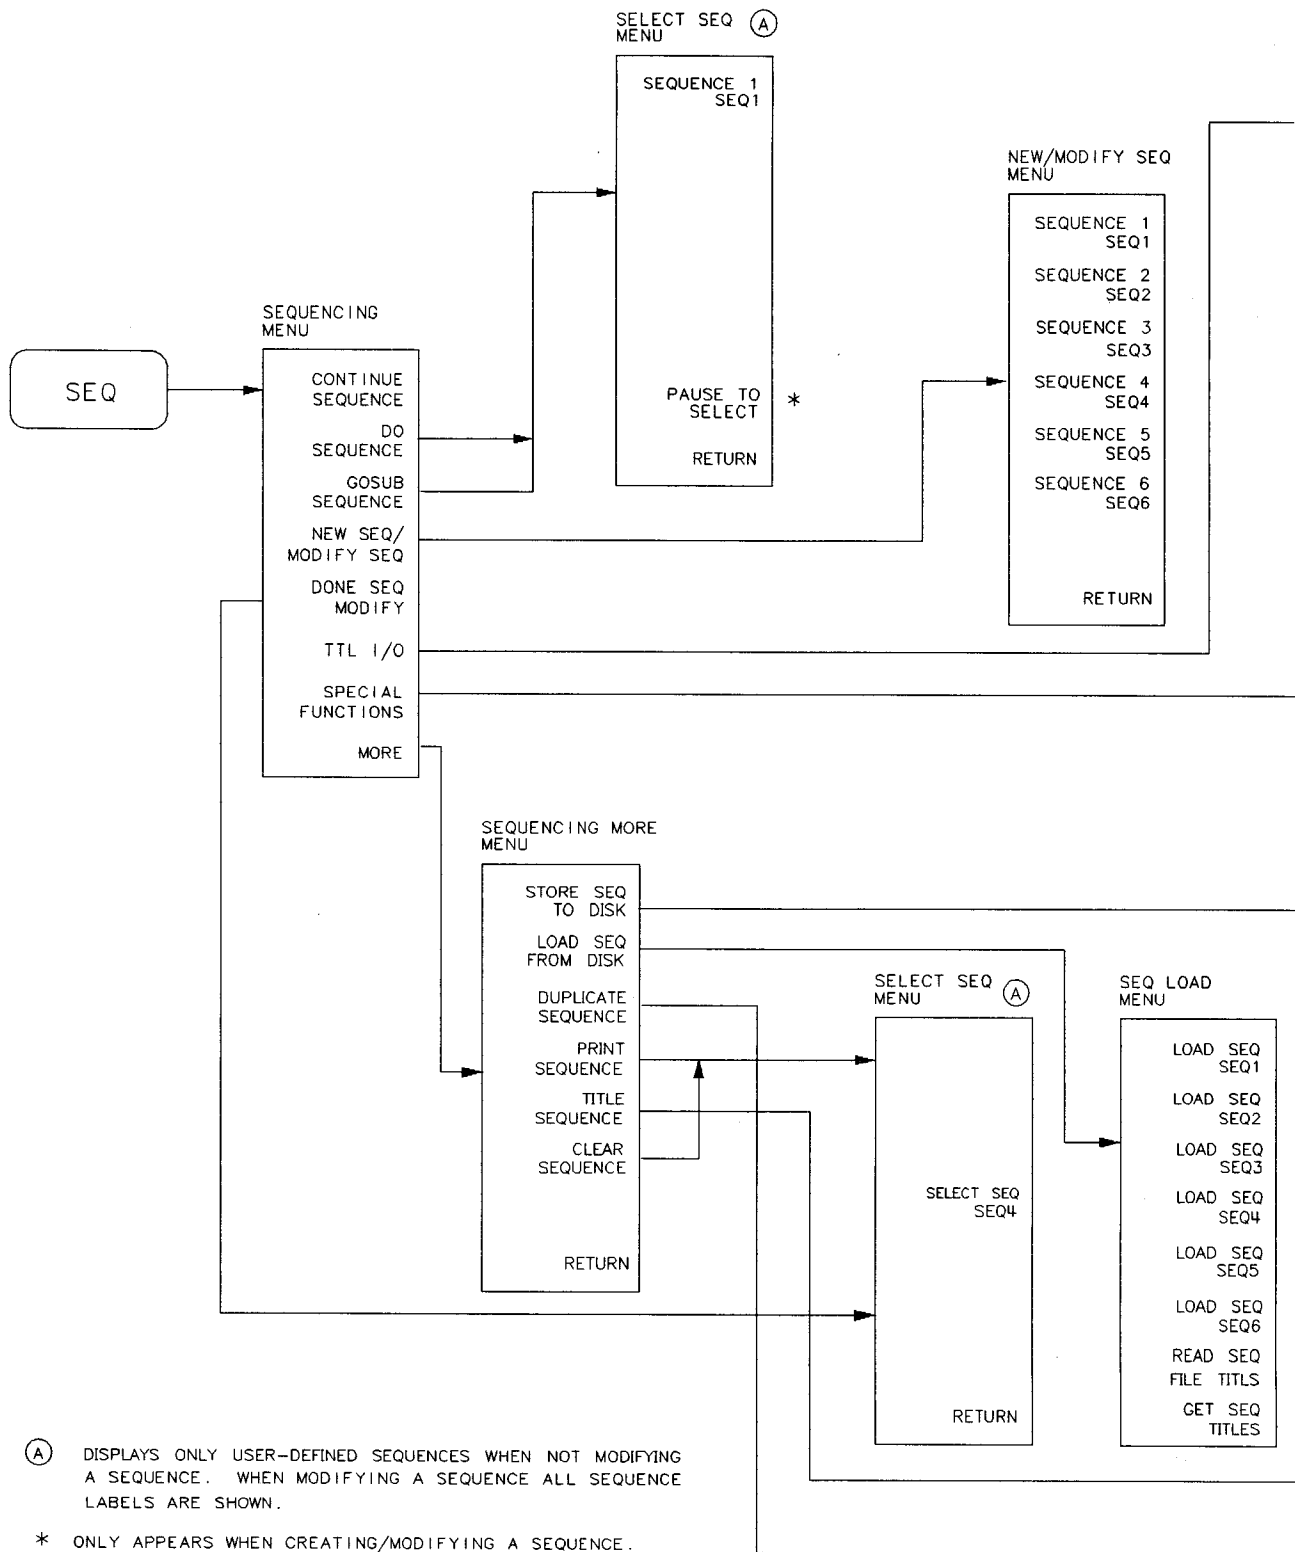 SELECT SEQ (A)
MENU
SEQUENCE 1
SEQ1
PAUSE TO
SELECT *
RETURN
NEW/MODIFY SEQ
MENU
SEQUENCE 1
SEQ1
SEQUENCE 2
SEQ2
SEQUENCE 3
SEQ3
SEQUENCE 4
SEQ4
SEQUENCE 5
SEQ5
SEQUENCE 6
SEQ6
RETURN
SEQ
SEQUENCING
MENU
CONTINUE
SEQUENCE
DO
SEQUENCE
GOSUB
SEQUENCE
NEW SEQ/
MODIFY SEQ
DONE SEQ
MODIFY
TTL I/O
SPECIAL
FUNCTIONS
MORE
SEQUENCING MORE
MENU
STORE SEQ
TO DISK
LOAD SEQ
FROM DISK
DUPLICATE
SEQUENCE
PRINT
SEQUENCE
TITLE
SEQUENCE
CLEAR
SEQUENCE
RETURN
SELECT SEQ
MENU (A)
SELECT SEQ
SEQ4
RETURN
SEQ LOAD
MENU
LOAD SEQ
SEQ1
LOAD SEQ
SEQ2
LOAD SEQ
SEQ3
LOAD SEQ
SEQ4
LOAD SEQ
SEQ5
LOAD SEQ
SEQ6
READ SEQ
FILE TITLS
GET SEQ
TITLES
(A) DISPLAYS ONLY USER-DEFINED SEQUENCES WHEN NOT MODIFYING
A SEQUENCE. WHEN MODIFYING A SEQUENCE ALL SEQUENCE
LABELS ARE SHOWN.
* ONLY APPEARS WHEN CREATING/MODIFYING A SEQUENCE.